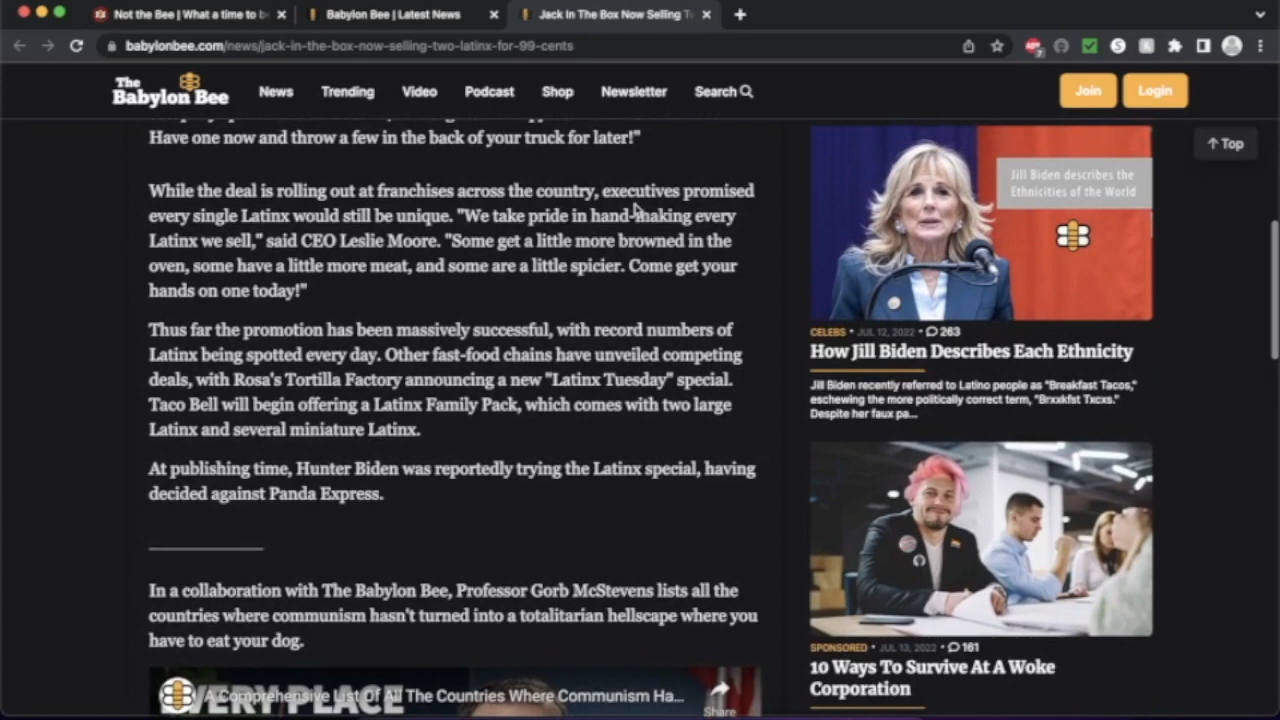 Not the Bee | What a time to b
Babylon Bee | Latest News
Jack In The Box Now Selling T
babylonbee.com/news/jack-in-the-box-now-selling-two-latinx-for-99-cents
The Babylon Bee
News
Trending
Video
Podcast
Shop
Newsletter
Search
Join
Login
Top
Have one now and throw a few in the back of your truck for later!"
While the deal is rolling out at franchises across the country, executives promised
every single Latinx would still be unique. "We take pride in hand-making every
Latinx we sell," said CEO Leslie Moore. "Some get a little more browned in the
oven, some have a little more meat, and some are a little spicier. Come get your
hands on one today!"
Thus far the promotion has been massively successful, with record numbers of
Latinx being spotted every day. Other fast-food chains have unveiled competing
deals, with Rosa's Tortilla Factory announcing a new "Latinx Tuesday" special.
Taco Bell will begin offering a Latinx Family Pack, which comes with two large
Latinx and several miniature Latinx.
At publishing time, Hunter Biden was reportedly trying the Latinx special, having
decided against Panda Express.
In a collaboration with The Babylon Bee, Professor Gorb McStevens lists all the
countries where communism hasn't turned into a totalitarian hellscape where you
have to eat your dog.
A Comprehensive List Of All The Countries Where Communism Ha...
VERY PLACE
Share
Jill Biden describes the
Ethnicities of the World
CELEBS • JUL 12, 2022 • 263
How Jill Biden Describes Each Ethnicity
Jill Biden recently referred to Latino people as "Breakfast Tacos,"
eschewing the more politically correct term, "Brxxkfst Txcxs."
Despite her faux pa...
SPONSORED • JUL 13, 2022 • 161
10 Ways To Survive At A Woke
Corporation